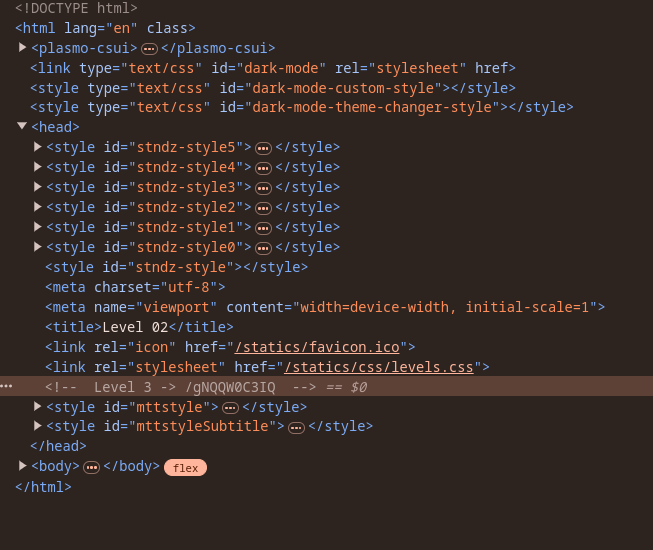 <!DOCTYPE html>
<html lang="en" class>
<plasmo-csui> ••• </plasmo-csui>
<link type="text/css" id="dark-mode" rel="stylesheet" href>
<style type="text/css" id="dark-mode-custom-style"></style>
<style type="text/css" id="dark-mode-theme-changer-style"></style>
<head>
<style id="stndz-style5"> ••• </style>
<style id="stndz-style4"> ••• </style>
<style id="stndz-style3"> ••• </style>
<style id="stndz-style2"> ••• </style>
<style id="stndz-style1"> ••• </style>
<style id="stndz-style0"> ••• </style>
<style id="stndz-style"></style>
<meta charset="utf-8">
<meta name="viewport" content="width=device-width, initial-scale=1">
<title>Level 02</title>
<link rel="icon" href="/statics/favicon.ico">
<link rel="stylesheet" href="/statics/css/levels.css">
••• <!--  Level 3 -> /gNQQW0C3IQ  --> == $0
<style id="mttstyle"> ••• </style>
<style id="mttstyleSubtitle"> ••• </style>
</head>
<body> ••• </body> flex
</html>